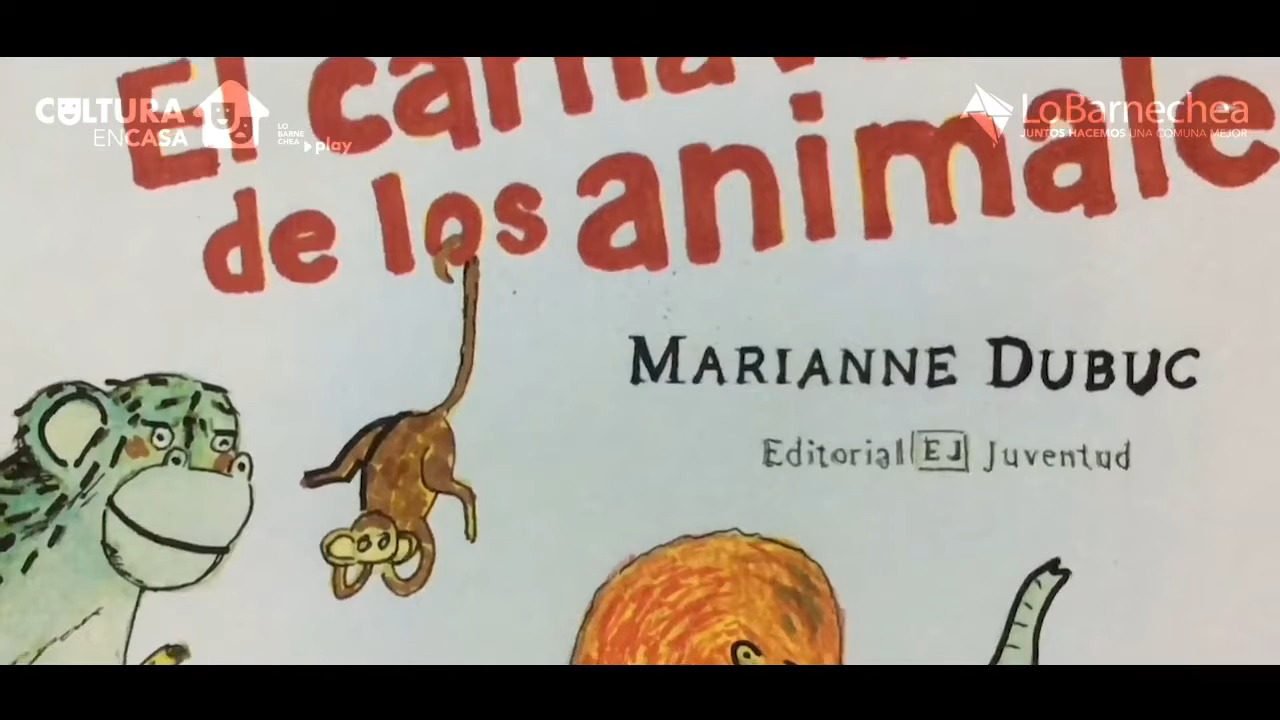 El carnava
de los animale
MARIANNE DUBUC
Editorial EJ Juventud
CULTURA
ENCASA
LO
BARNE
CHEA
play
LoBarnechea
JUNTOS HACEMOS UNA COMUNA MEJOR